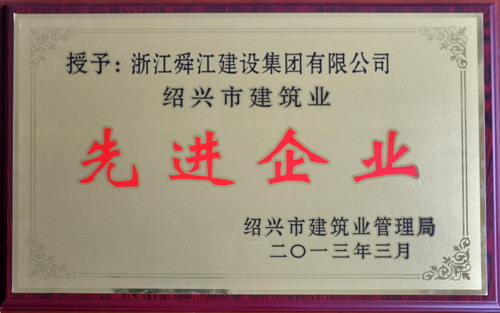 授予：浙江舜江建设集团有限公司
绍兴市建筑业
先进企业
绍兴市建筑业管理局
二〇一三年三月